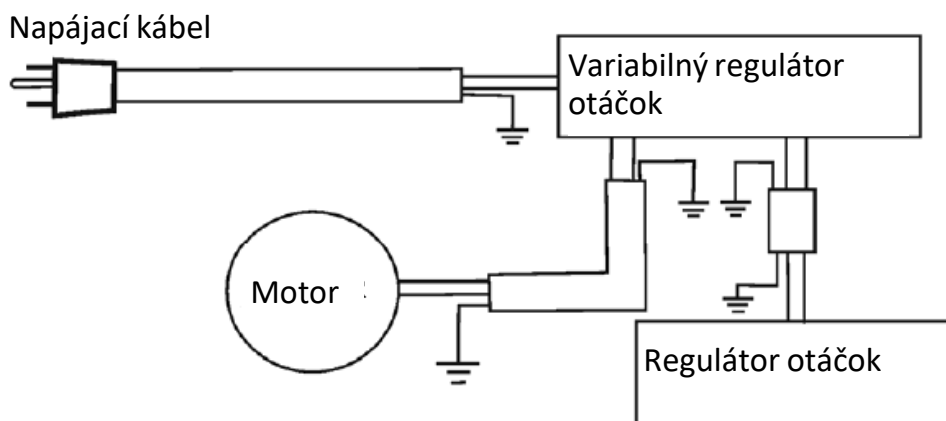 Napájací kábel
Variabilný regulátor
otáčok
Motor
Regulátor otáčok